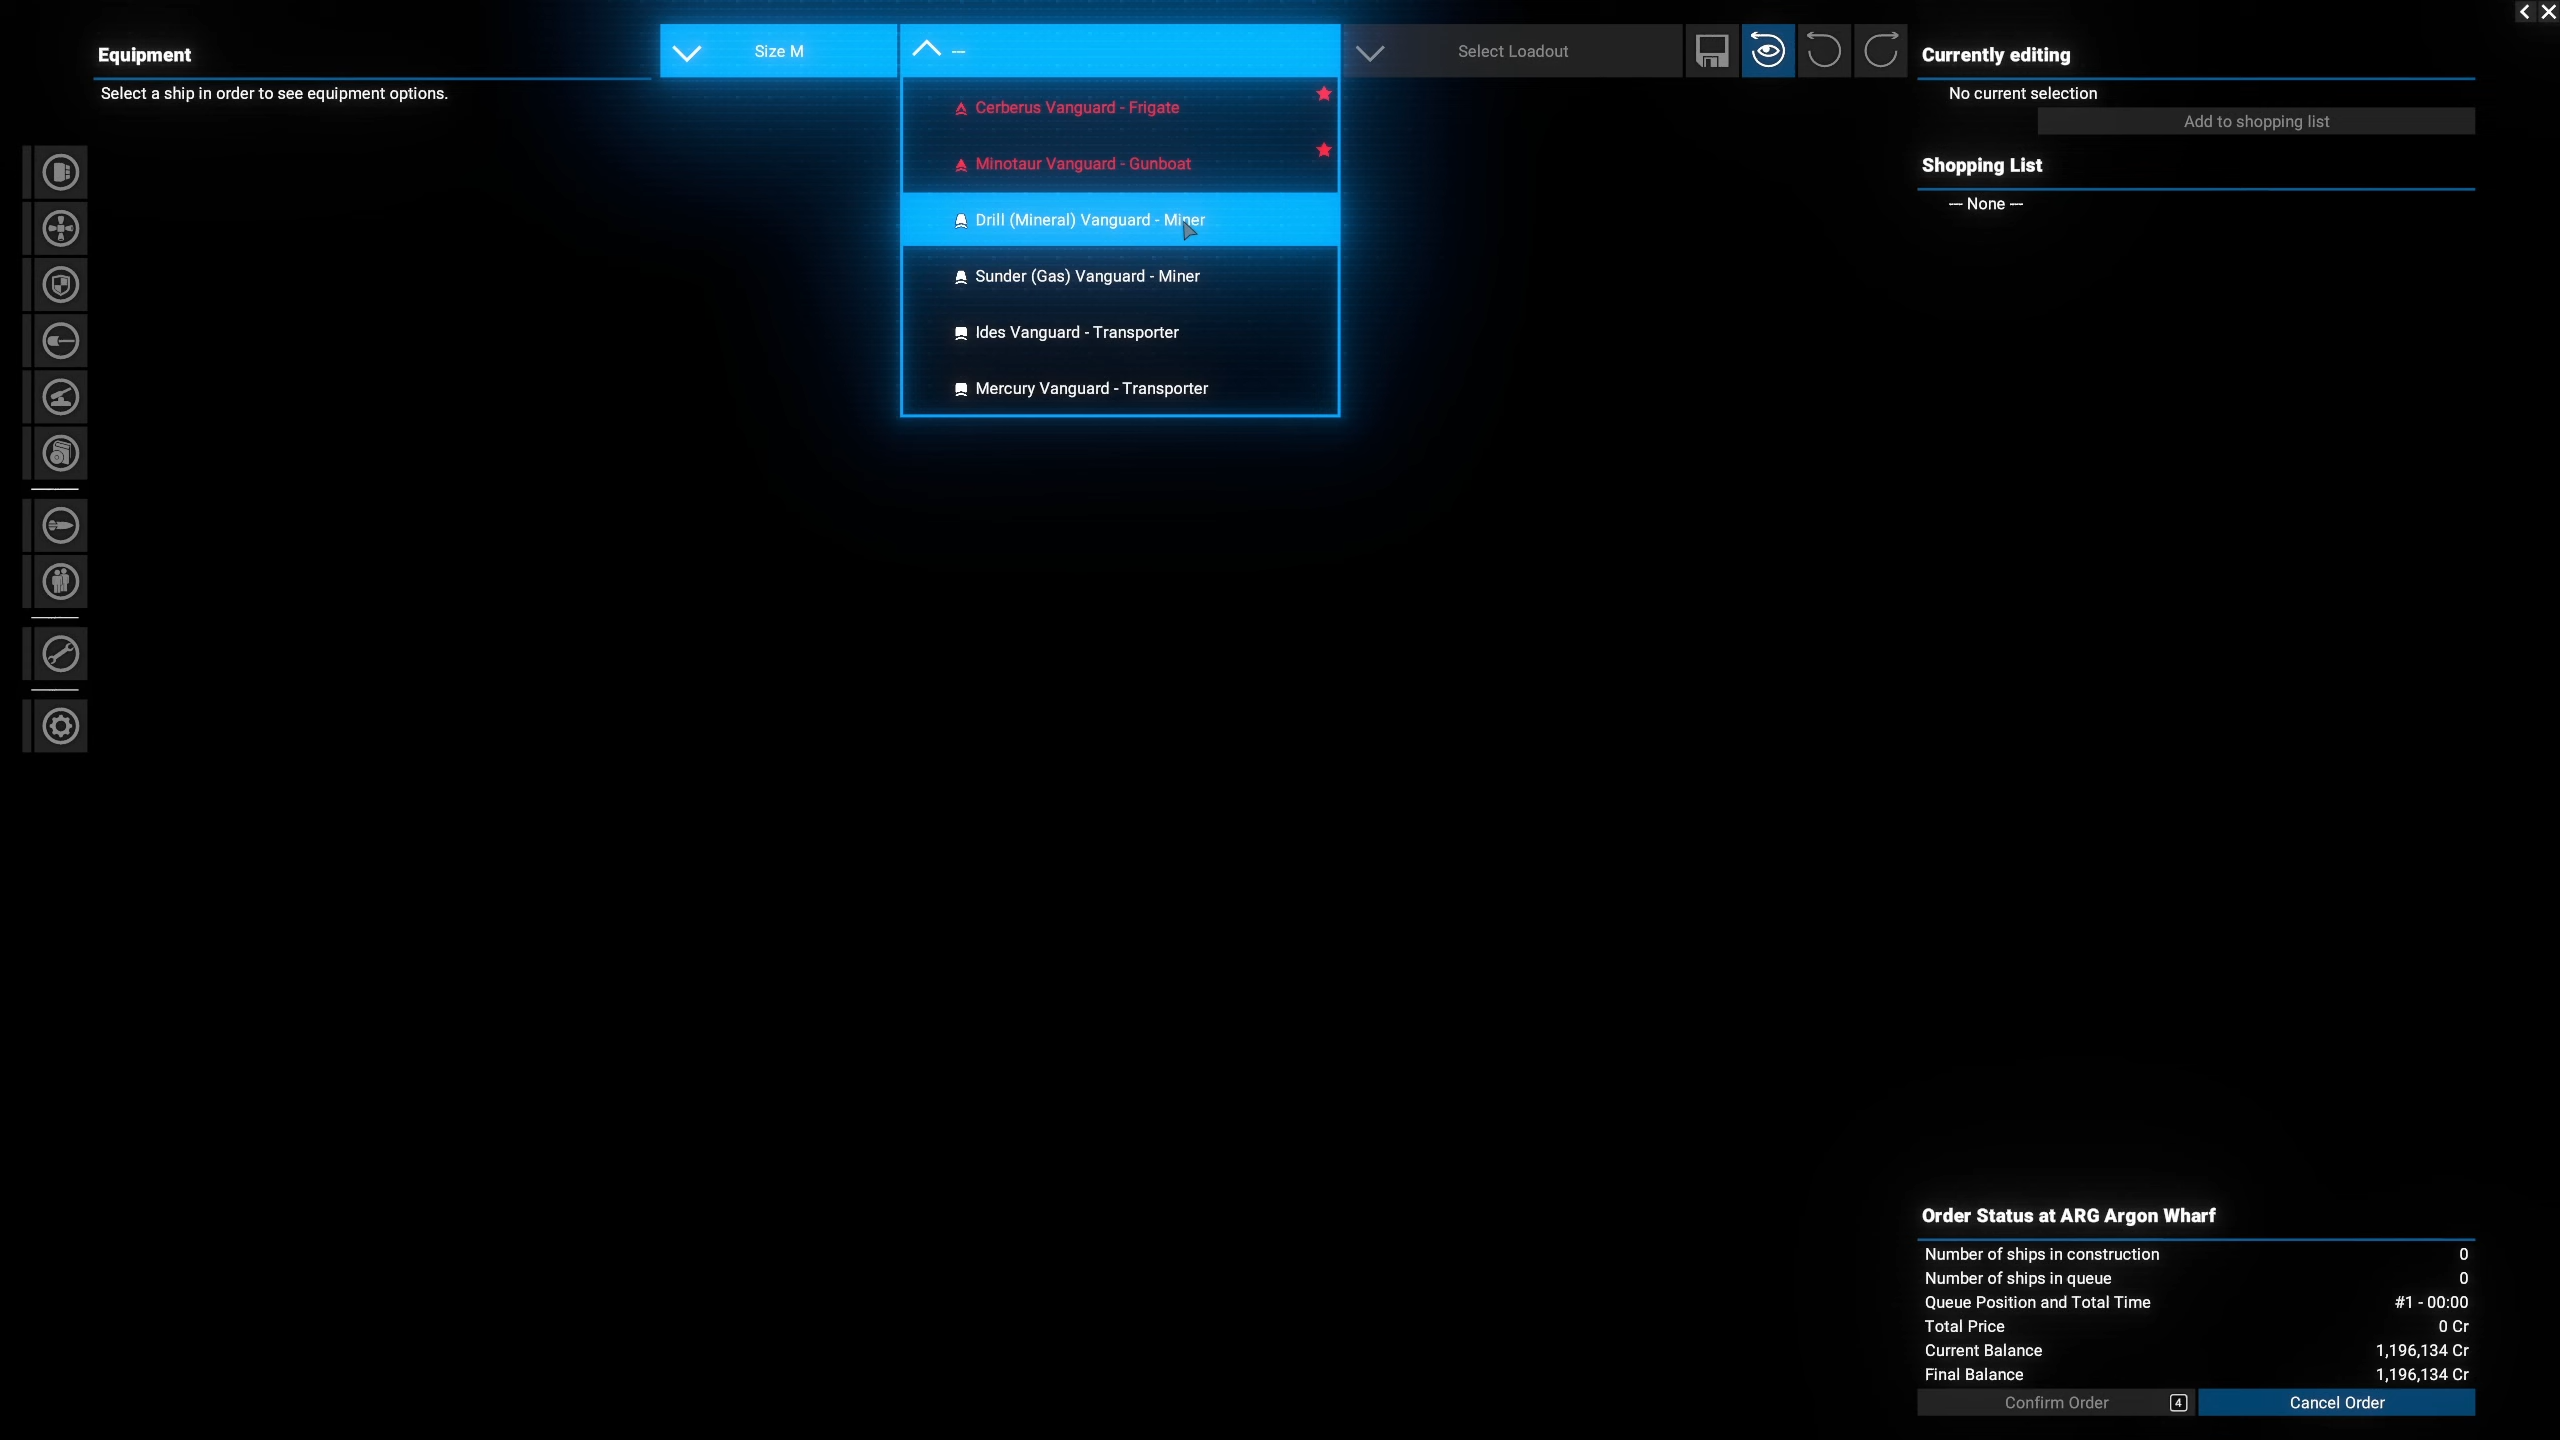 Equipment
Select a ship in order to see equipment options.
Size M
---
Select Loadout
Cerberus Vanguard - Frigate
Minotaur Vanguard - Gunboat
Drill (Mineral) Vanguard - Miner
Sunder (Gas) Vanguard - Miner
Ides Vanguard - Transporter
Mercury Vanguard - Transporter
Currently editing
No current selection
Add to shopping list
Shopping List
--- None ---
Order Status at ARG Argon Wharf
Number of ships in construction 0
Number of ships in queue 0
Queue Position and Total Time #1 - 00:00
Total Price 0 Cr
Current Balance 1,196,134 Cr
Final Balance 1,196,134 Cr
Confirm Order 4 Cancel Order